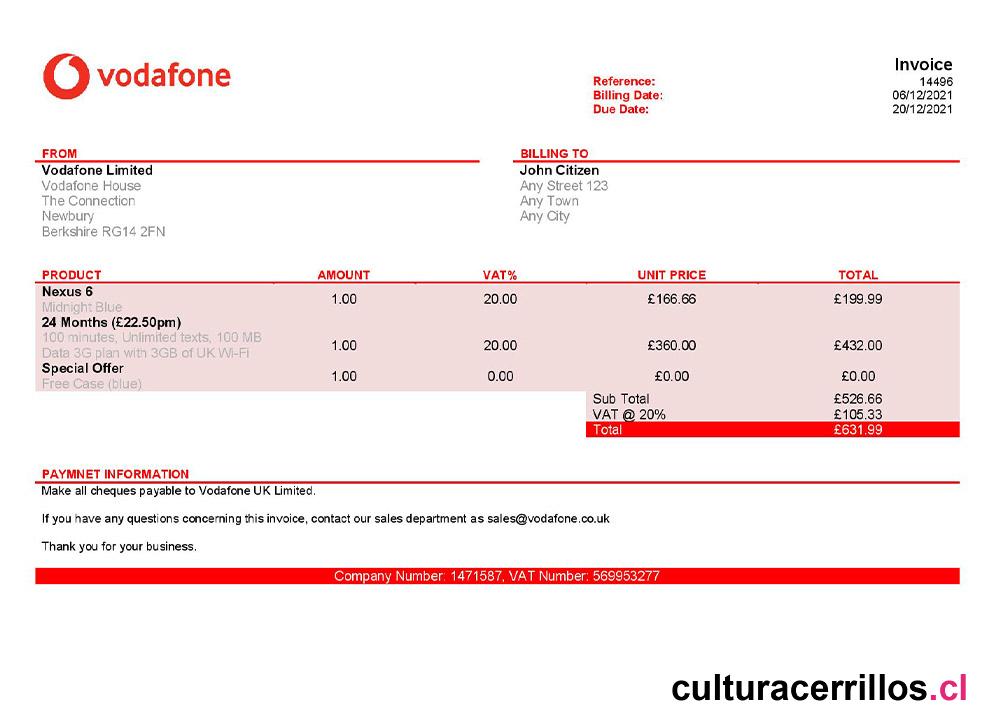 vodafone
Invoice
Reference: 14496
Billing Date: 06/12/2021
Due Date: 20/12/2021
FROM
Vodafone Limited
Vodafone House
The Connection
Newbury
Berkshire RG14 2FN
BILLING TO
John Citizen
Any Street 123
Any Town
Any City
PRODUCT AMOUNT VAT% UNIT PRICE TOTAL
Nexus 6
Midnight Blue 1.00 20.00 £166.66 £199.99
24 Months (£22.50pm)
100 minutes, Unlimited texts, 100 MB
Data 3G plan with 3GB of UK Wi-Fi 1.00 20.00 £360.00 £432.00
Special Offer
Free Case (blue) 1.00 0.00 £0.00 £0.00
Sub Total £526.66
VAT @ 20% £105.33
Total £631.99
PAYMNET INFORMATION
Make all cheques payable to Vodafone UK Limited.
If you have any questions concerning this invoice, contact our sales department as sales@vodafone.co.uk
Thank you for your business.
Company Number: 1471587, VAT Number: 569953277
culturacerrillos.cl